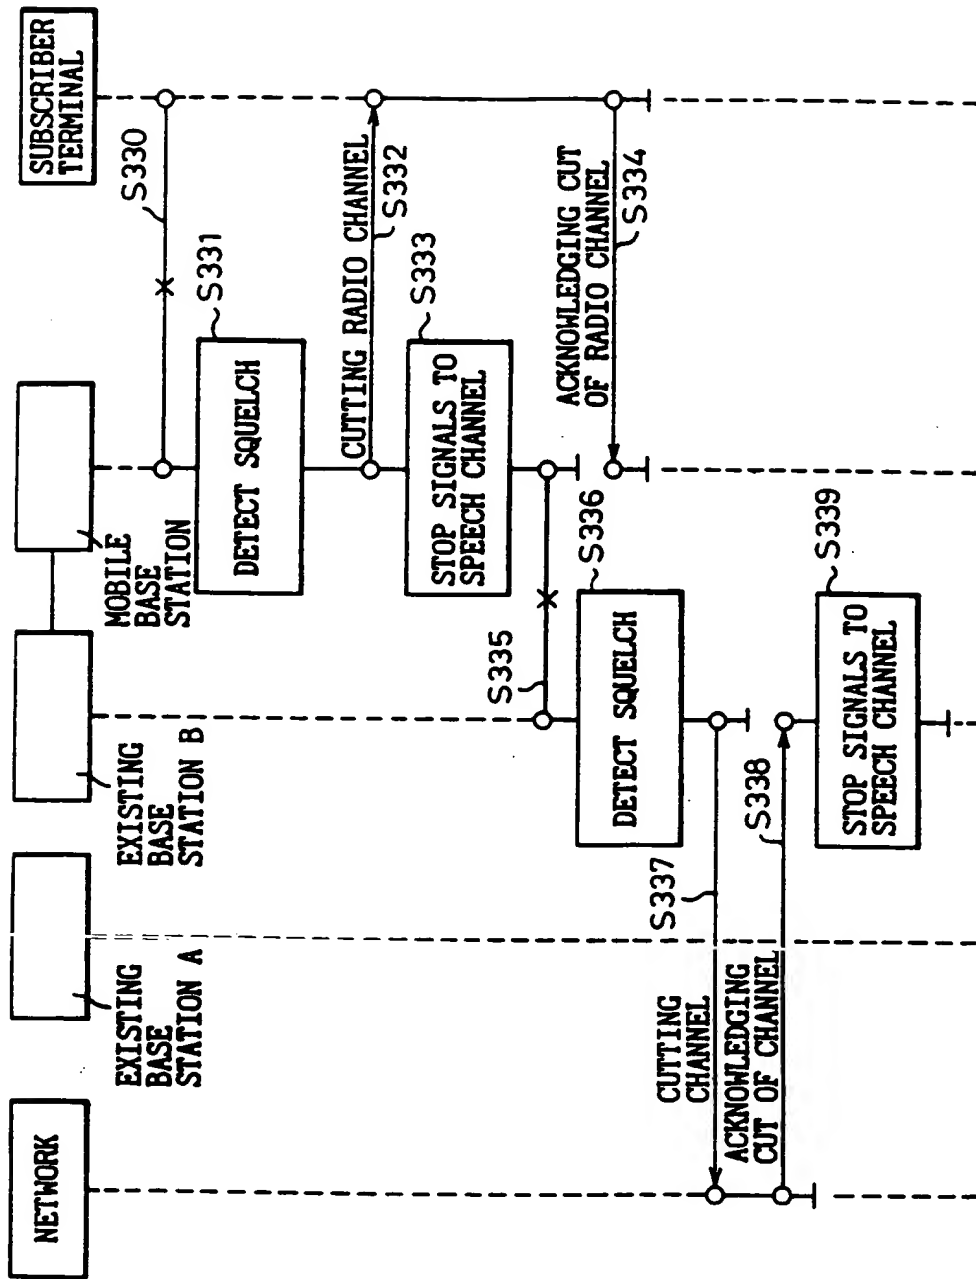 NETWORK
EXISTING
BASE
STATION A
EXISTING
BASE
STATION B
MOBILE
BASE
STATION
SUBSCRIBER
TERMINAL
S330
S331
DETECT SQUELCH
CUTTING RADIO CHANNEL
S332
S333
STOP SIGNALS TO
SPEECH CHANNEL
ACKNOWLEDGING CUT
OF RADIO CHANNEL
S334
S335
S336
DETECT SQUELCH
S337
CUTTING
CHANNEL
S338
ACKNOWLEDGING
CUT OF CHANNEL
S339
STOP SIGNALS TO
SPEECH CHANNEL